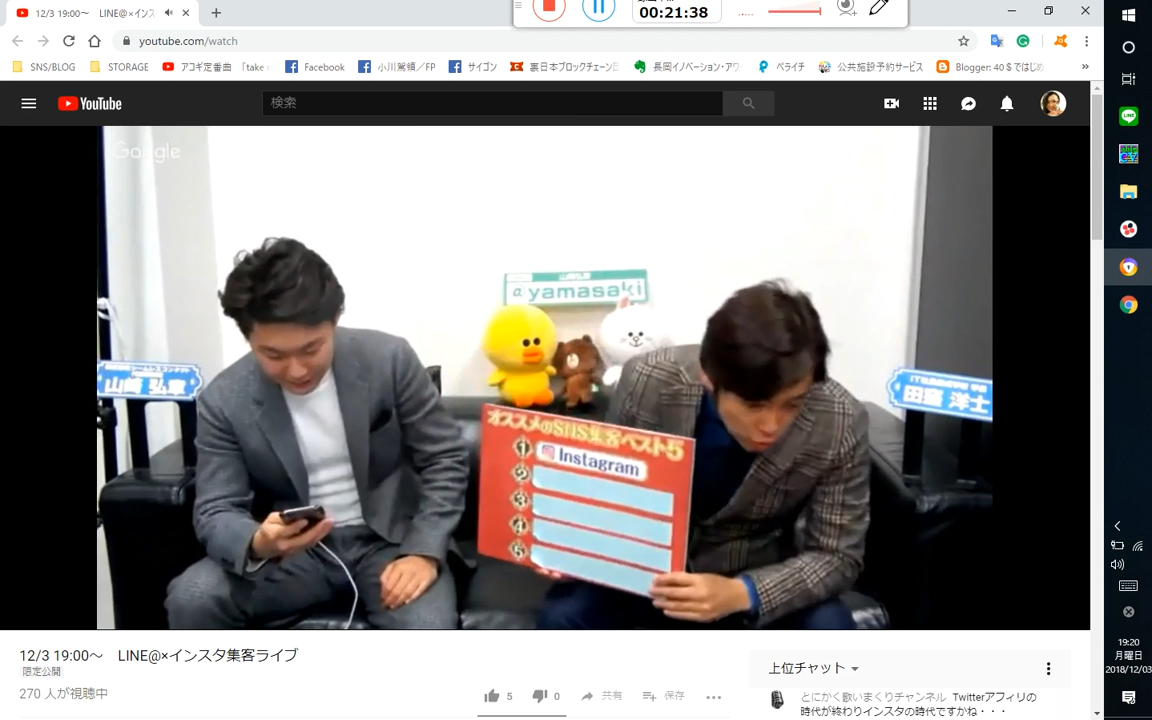 12/3 19:00～ LINE@×インス
00:21:38
youtube.com/watch
SNS/BLOG
STORAGE
アコギ定番曲 「take
Facebook
小川駕頼／FP
サイゴン
裏日本ブロックチェーン
長岡イノベーション・アワ
ペライチ
公共施設予約サービス
Blogger: 40＄ではじめ
»
YouTube
検索
Google
山崎 弘章
αyamasaki
田窪 洋士
オススメのSNS集客ベスト5
1 Instagram
2
3
4
5
12/3 19:00～ LINE@×インスタ集客ライブ
限定公開
270 人が視聴中
5
0
共有
保存
上位チャット
とにかく歌いまくりチャンネル Twitterアフィリの
時代が終わりインスタの時代ですかね・・・
19:20
月曜日
2018/12/03